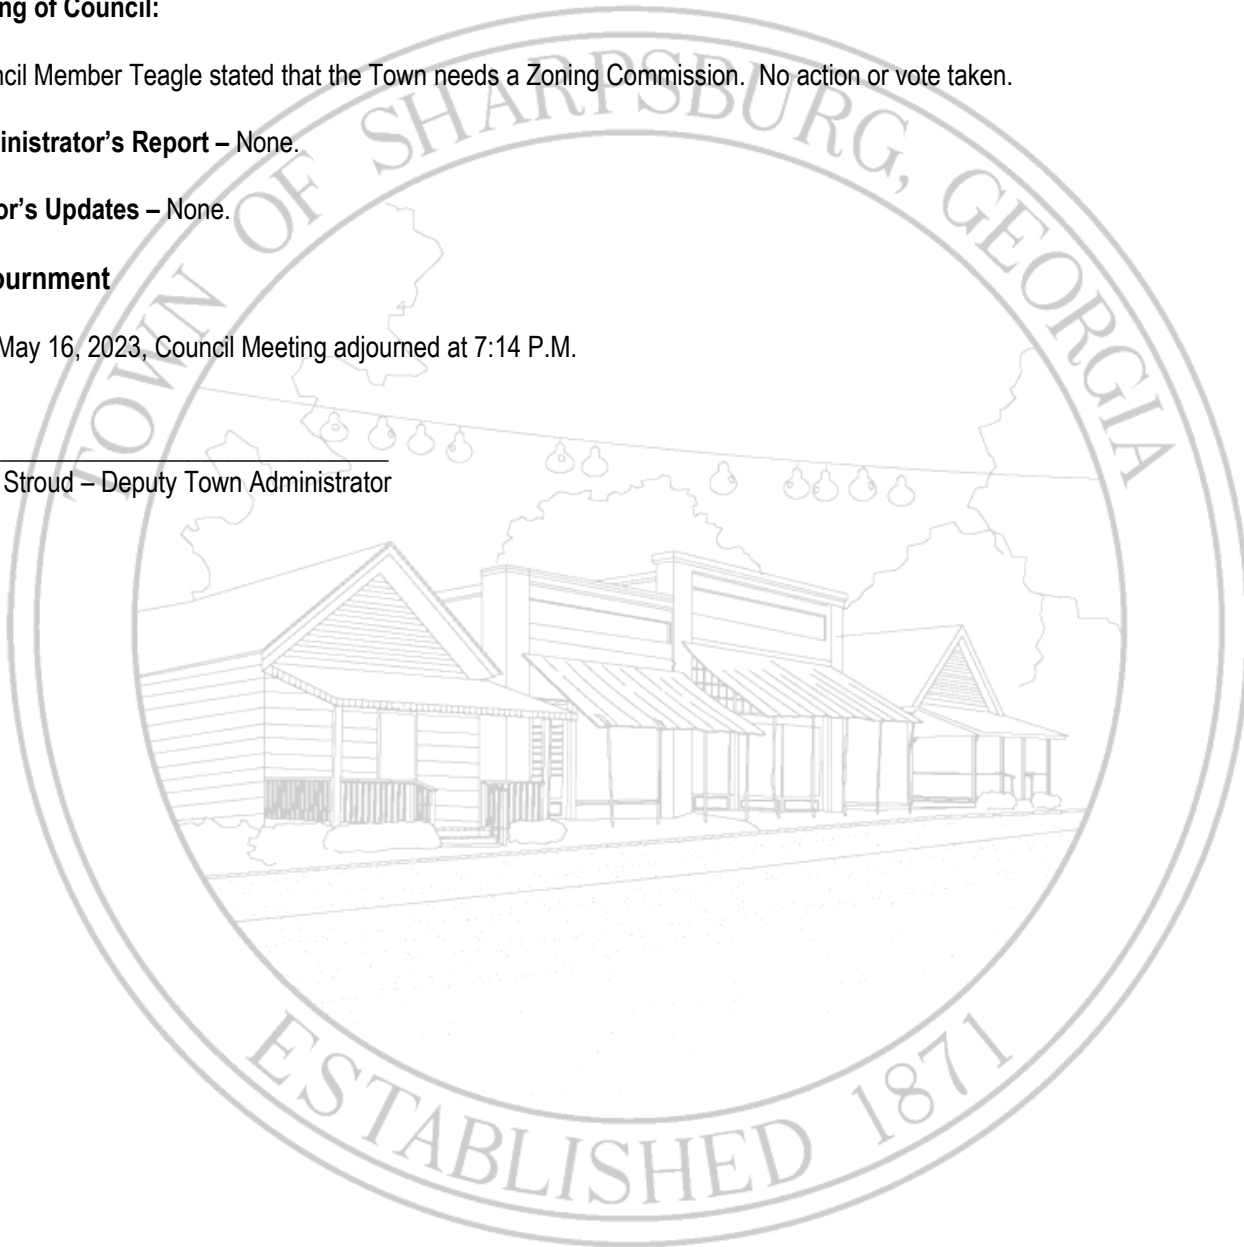 ng of Council:
ncil Member Teagle stated that the Town needs a Zoning Commission. No action or vote taken.
inistrator’s Report – None.
or’s Updates – None.
ournment
May 16, 2023, Council Meeting adjourned at 7:14 P.M.
Stroud – Deputy Town Administrator
TOWN OF SHARPSBURG, GEORGIA
ESTABLISHED 1871